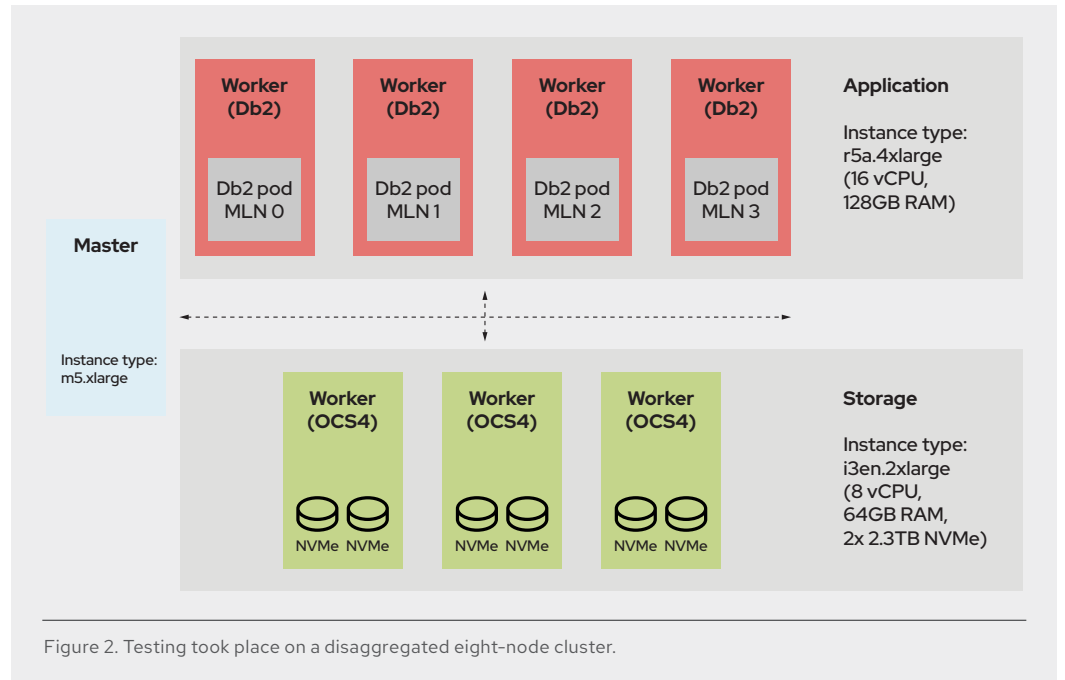 Worker
(Db2)
Db2 pod
MLN 0
Worker
(Db2)
Db2 pod
MLN 1
Worker
(Db2)
Db2 pod
MLN 2
Worker
(Db2)
Db2 pod
MLN 3
Application
Instance type:
r5a.4xlarge
(16 vCPU,
128GB RAM)
Master
Instance type:
m5.xlarge
Worker
(OCS4)
NVMe NVMe
Worker
(OCS4)
NVMe NVMe
Worker
(OCS4)
NVMe NVMe
Storage
Instance type:
i3en.2xlarge
(8 vCPU,
64GB RAM,
2x 2.3TB NVMe)
Figure 2. Testing took place on a disaggregated eight-node cluster.